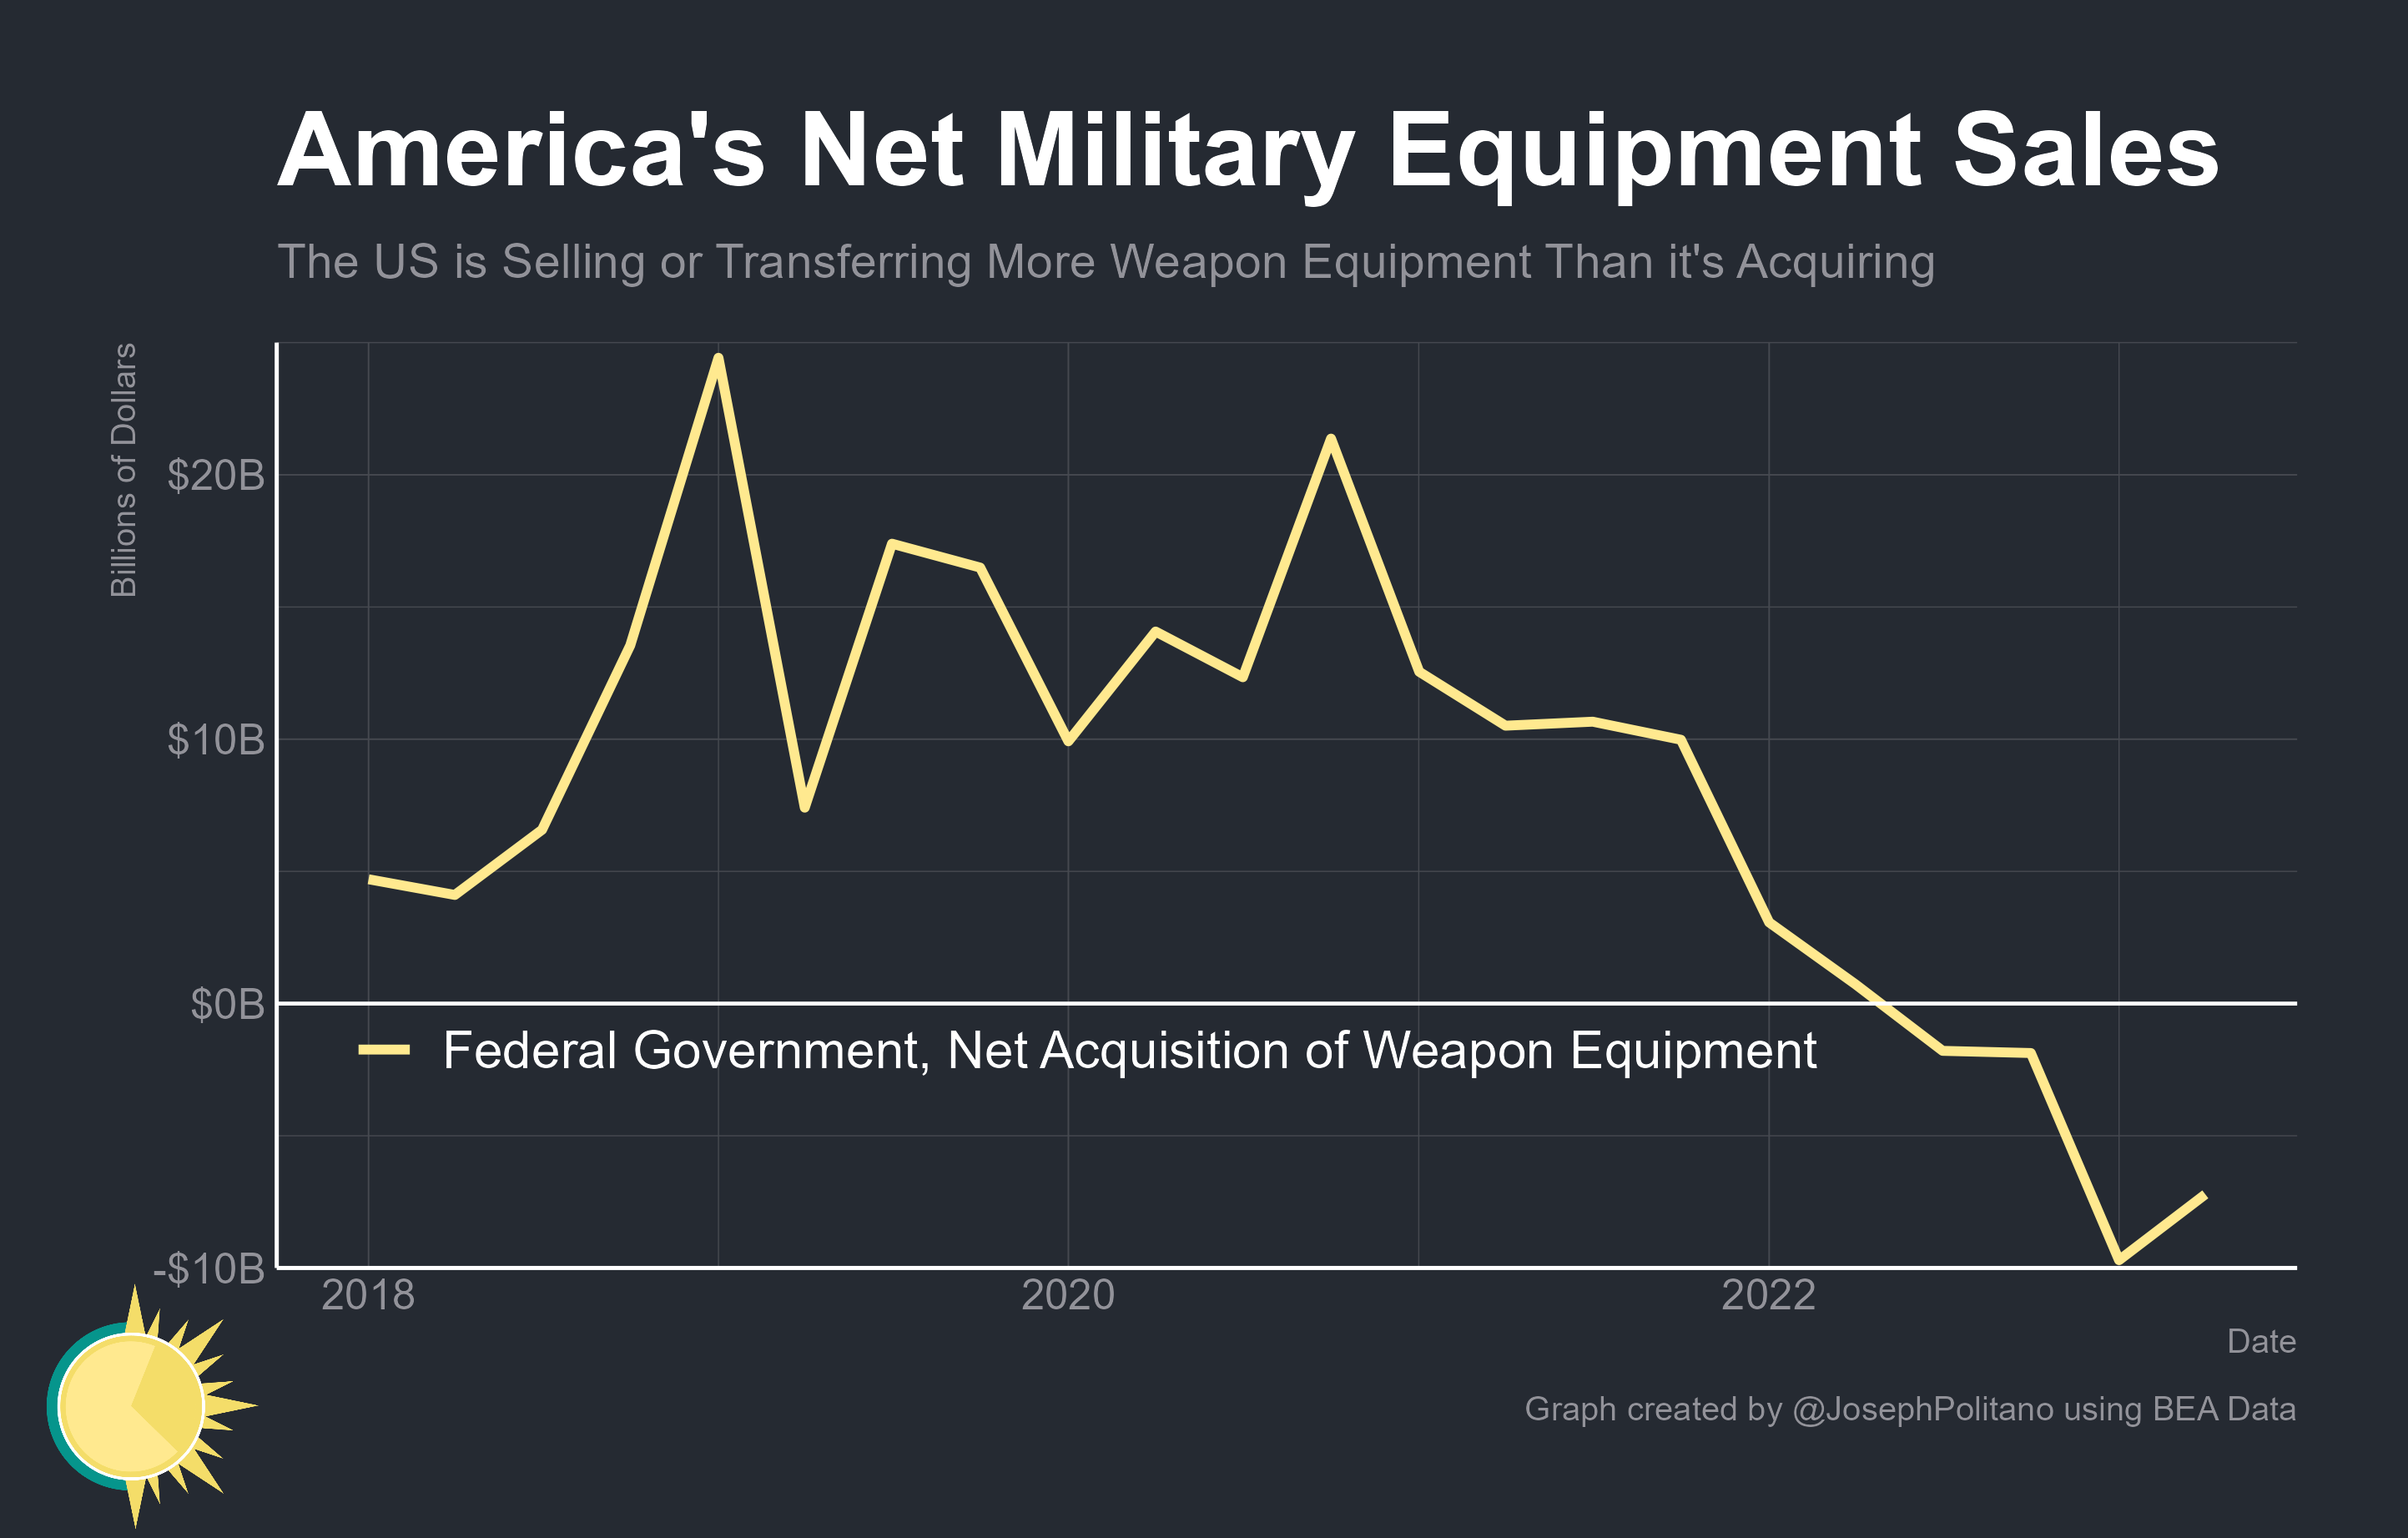 America's Net Military Equipment Sales
The US is Selling or Transferring More Weapon Equipment Than it's Acquiring
Billions of Dollars
$20B
$10B
$0B
Federal Government, Net Acquisition of Weapon Equipment
-$10B
2018 2020 2022
Date
Graph created by @JosephPolitano using BEA Data